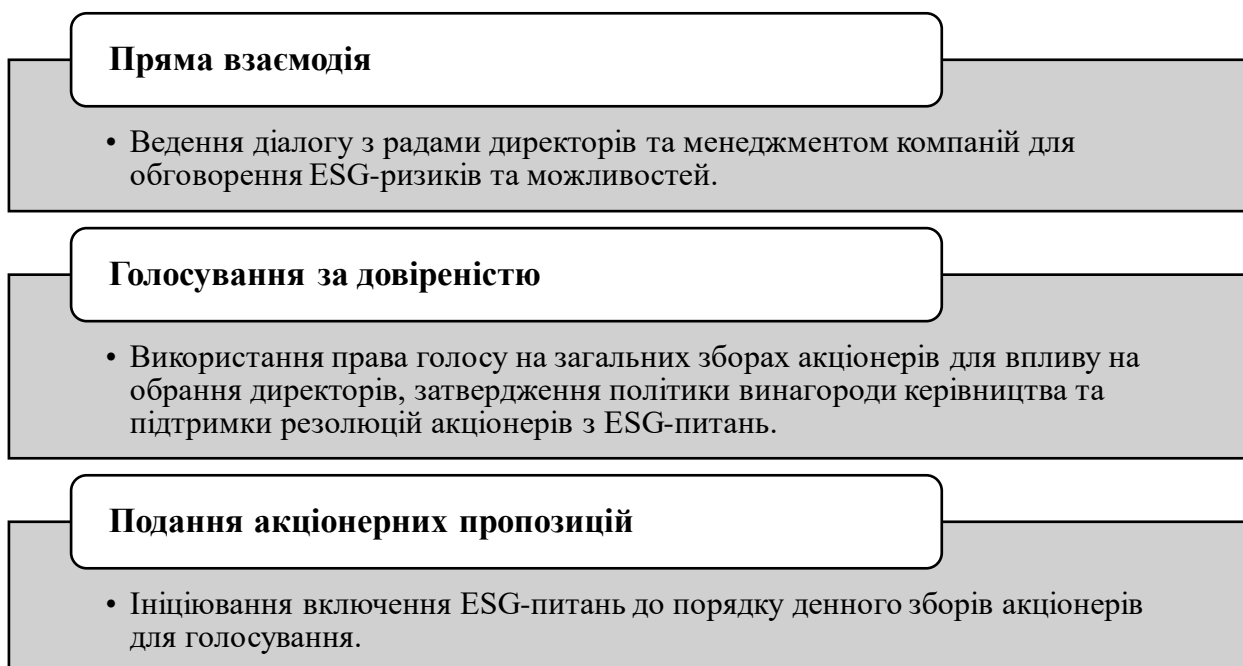 Пряма взаємодія
• Ведення діалогу з радами директорів та менеджментом компаній для
обговорення ESG-ризиків та можливостей.
Голосування за довіреністю
• Використання права голосу на загальних зборах акціонерів для впливу на
обрання директорів, затвердження політики винагороди керівництва та
підтримки резолюцій акціонерів з ESG-питань.
Подання акціонерних пропозицій
• Ініціювання включення ESG-питань до порядку денного зборів акціонерів
для голосування.